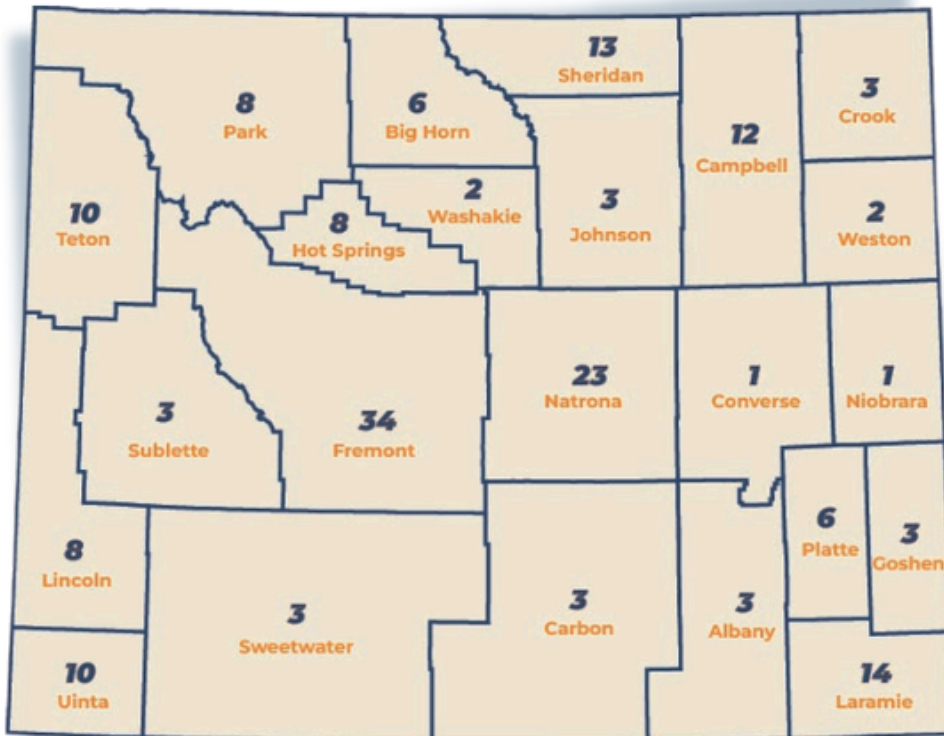 13
Sheridan
8
Park
6
Big Horn
3
Crook
12
Campbell
10
Teton
2
Washakie
3
Johnson
2
Weston
8
Hot Springs
23
Natrona
1
Converse
1
Niobrara
3
Sublette
34
Fremont
6
Platte
3
Goshen
8
Lincoln
3
Sweetwater
3
Carbon
3
Albany
10
Uinta
14
Laramie